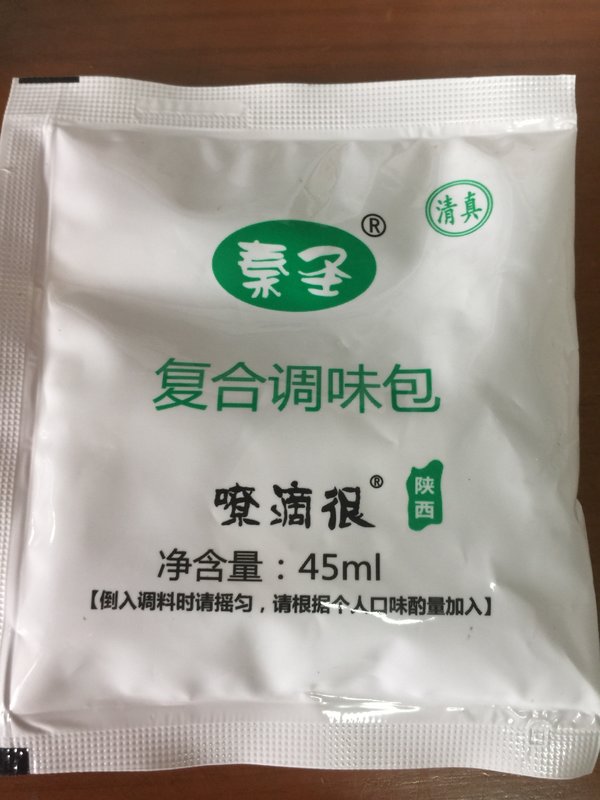 清真
秦圣®
复合调味包
嘹滴很®
陕西
净含量：45ml
【倒入调料时请摇匀，请根据个人口味酌量加入】